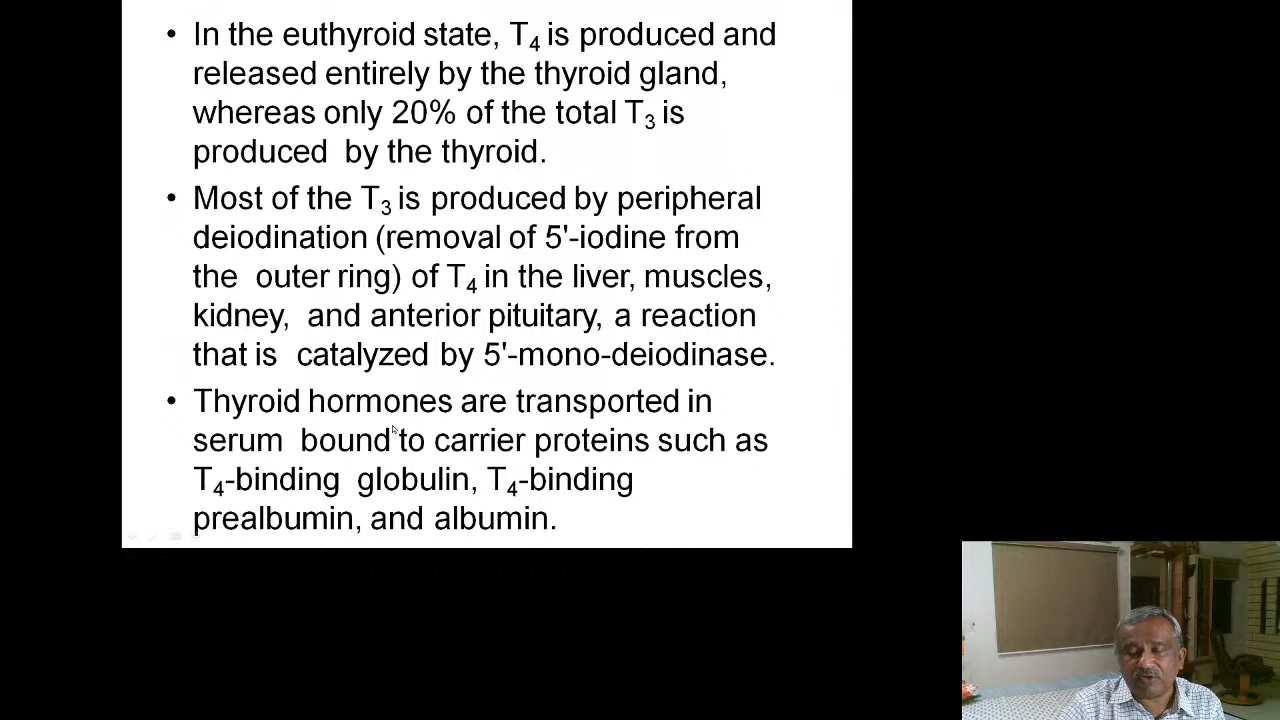 • In the euthyroid state, T₄ is produced and
released entirely by the thyroid gland,
whereas only 20% of the total T₃ is
produced by the thyroid.
• Most of the T₃ is produced by peripheral
deiodination (removal of 5'-iodine from
the outer ring) of T₄ in the liver, muscles,
kidney, and anterior pituitary, a reaction
that is catalyzed by 5'-mono-deiodinase.
• Thyroid hormones are transported in
serum bound to carrier proteins such as
T₄-binding globulin, T₄-binding
prealbumin, and albumin.